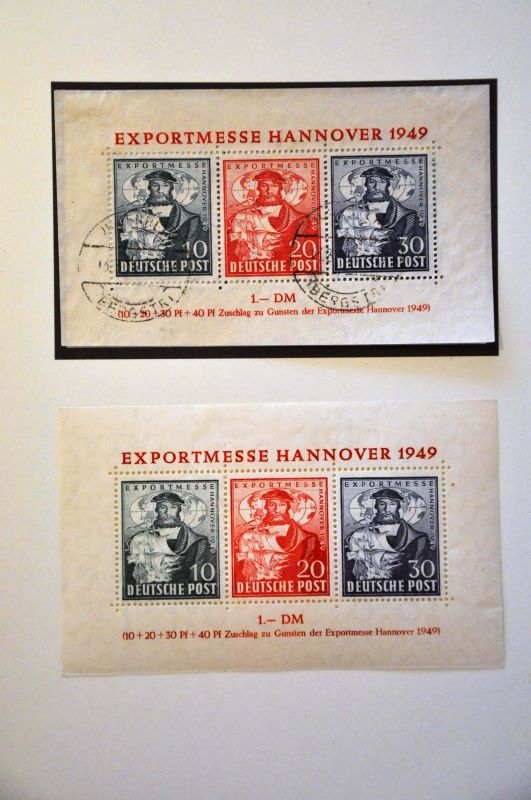 EXPORTMESSE HANNOVER 1949
EXPORTMESSE HANNOVER 1949 10 DEUTSCHE POST
EXPORTMESSE HANNOVER 1949 20 DEUTSCHE POST
EXPORTMESSE HANNOVER 1949 30 DEUTSCHE POST
(BERGSTR)
(BERGSTR)
1.— DM
(10+20+30 Pf + 40 Pf Zuschlag zu Gunsten der Exportmesse Hannover 1949)
EXPORTMESSE HANNOVER 1949
EXPORTMESSE HANNOVER 1949 10 DEUTSCHE POST
EXPORTMESSE HANNOVER 1949 20 DEUTSCHE POST
EXPORTMESSE HANNOVER 1949 30 DEUTSCHE POST
1.— DM
(10+20+30 Pf + 40 Pf Zuschlag zu Gunsten der Exportmesse Hannover 1949)